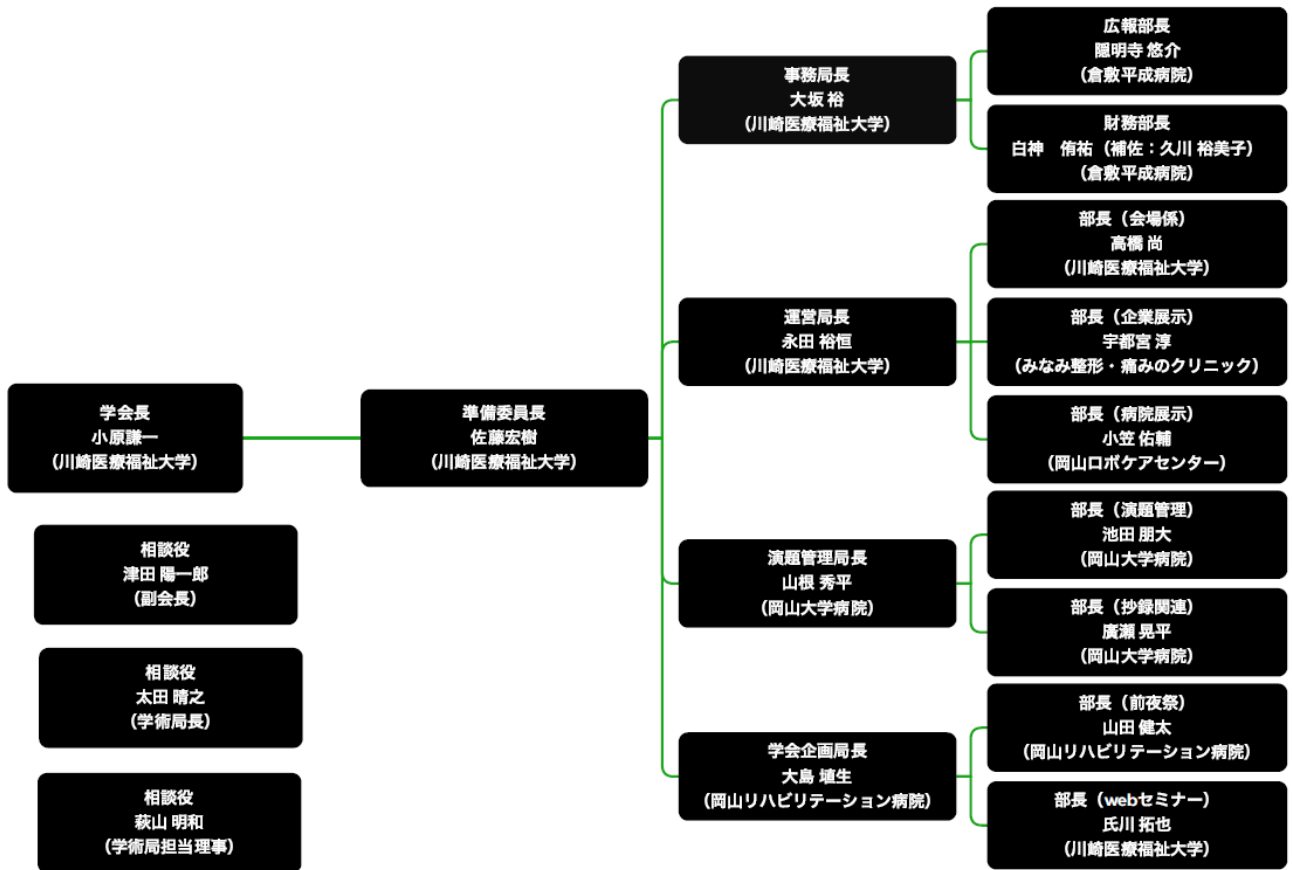 学会長
小原謙一
(川崎医療福祉大学)
相談役
津田 陽一郎
(副会長)
相談役
太田 晴之
(学術局長)
相談役
萩山 明和
(学術局担当理事)
準備委員長
佐藤宏樹
(川崎医療福祉大学)
事務局長
大坂 裕
(川崎医療福祉大学)
広報部長
隠明寺 悠介
(倉敷平成病院)
財務部長
白神　侑祐（補佐：久川 裕美子）
(倉敷平成病院)
運営局長
永田 裕恒
(川崎医療福祉大学)
部長（会場係）
高橋 尚
(川崎医療福祉大学)
部長（企業展示）
宇都宮 淳
(みなみ整形・痛みのクリニック)
部長（病院展示）
小笠 佑輔
(岡山ロボケアセンター)
演題管理局長
山根 秀平
(岡山大学病院)
部長（演題管理）
池田 朋大
(岡山大学病院)
部長（抄録関連）
廣瀬 晃平
(岡山大学病院)
学会企画局長
大島 埴生
(岡山リハビリテーション病院)
部長（前夜祭）
山田 健太
(岡山リハビリテーション病院)
部長（webセミナー）
氏川 拓也
(川崎医療福祉大学)